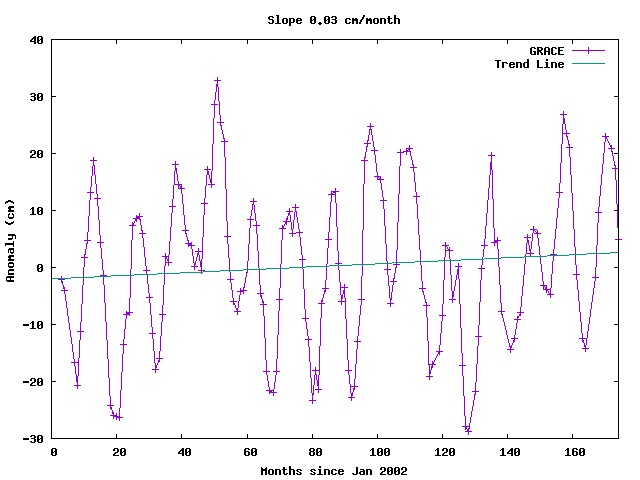 Slope 0.03 cm/month
GRACE
Trend Line
40
30
20
10
0
-10
-20
-30
Anomaly (cm)
0 20 40 60 80 100 120 140 160
Months since Jan 2002